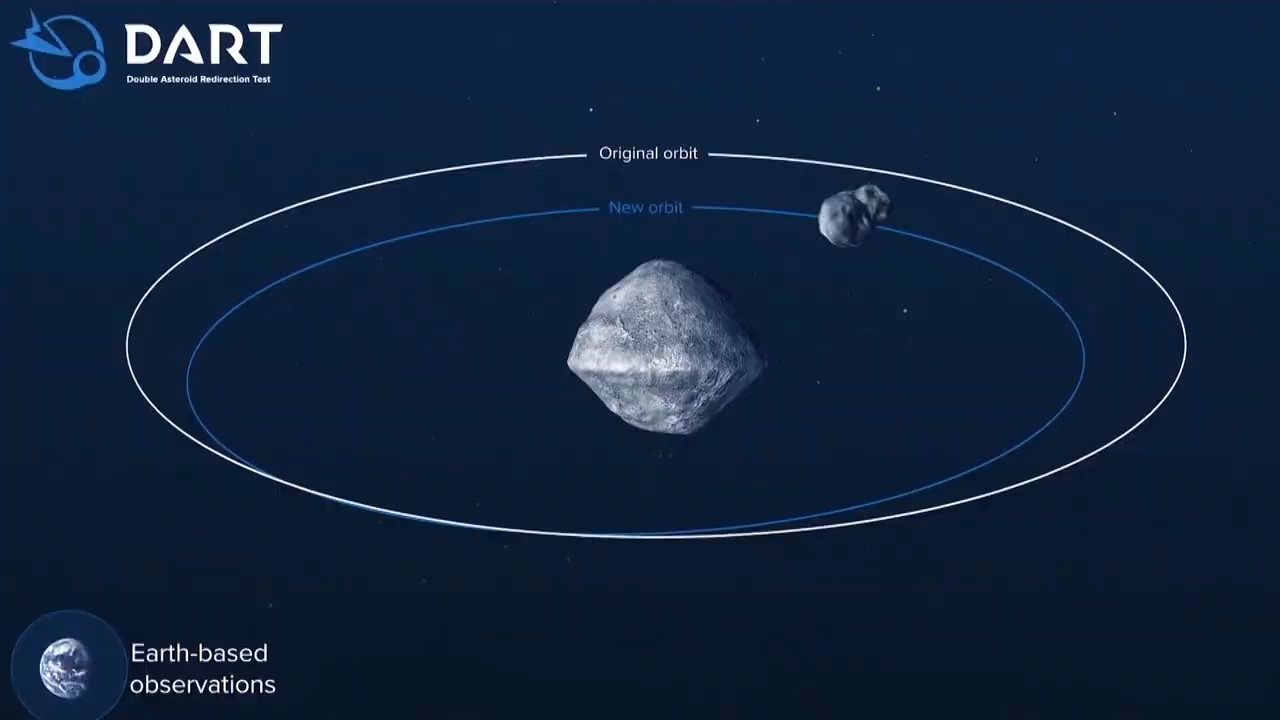 DART
Double Asteroid Redirection Test
Original orbit
New orbit
Earth-based
observations